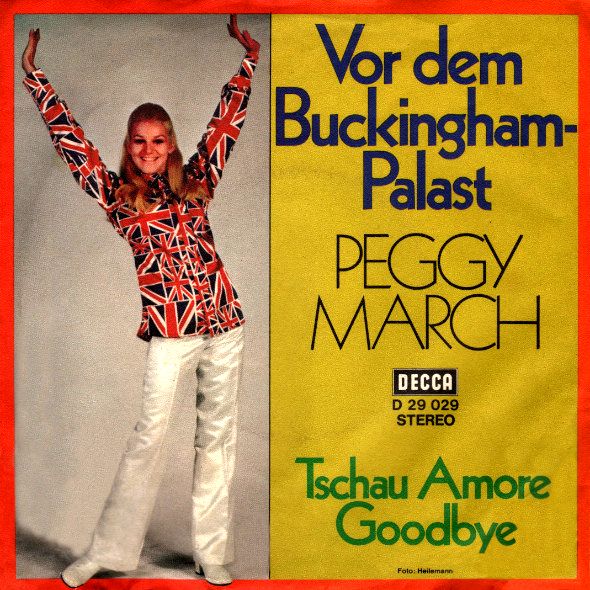 Vor dem
Buckingham-
Palast
PEGGY
MARCH
DECCA
D 29 029
STEREO
Tschau Amore
Goodbye
Foto: Heilemann